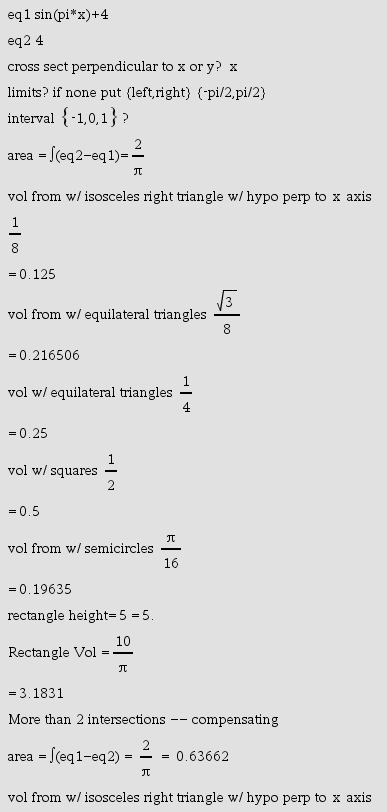 eq1 sin(pi*x)+4
eq2 4
cross sect perpendicular to x or y? x
limits? if none put {left,right} {-pi/2,pi/2}
interval {-1,0,1} ?
area =∫(eq2-eq1)= 2/π
vol from w/ isosceles right triangle w/ hypo perp to x axis
1/8
=0.125
vol from w/ equilateral triangles √3/8
=0.216506
vol w/ equilateral triangles 1/4
=0.25
vol w/ squares 1/2
=0.5
vol from w/ semicircles π/16
=0.19635
rectangle height=5 =5.
Rectangle Vol = 10/π
=3.1831
More than 2 intersections -- compensating
area =∫(eq1-eq2) = 2/π = 0.63662
vol from w/ isosceles right triangle w/ hypo perp to x axis